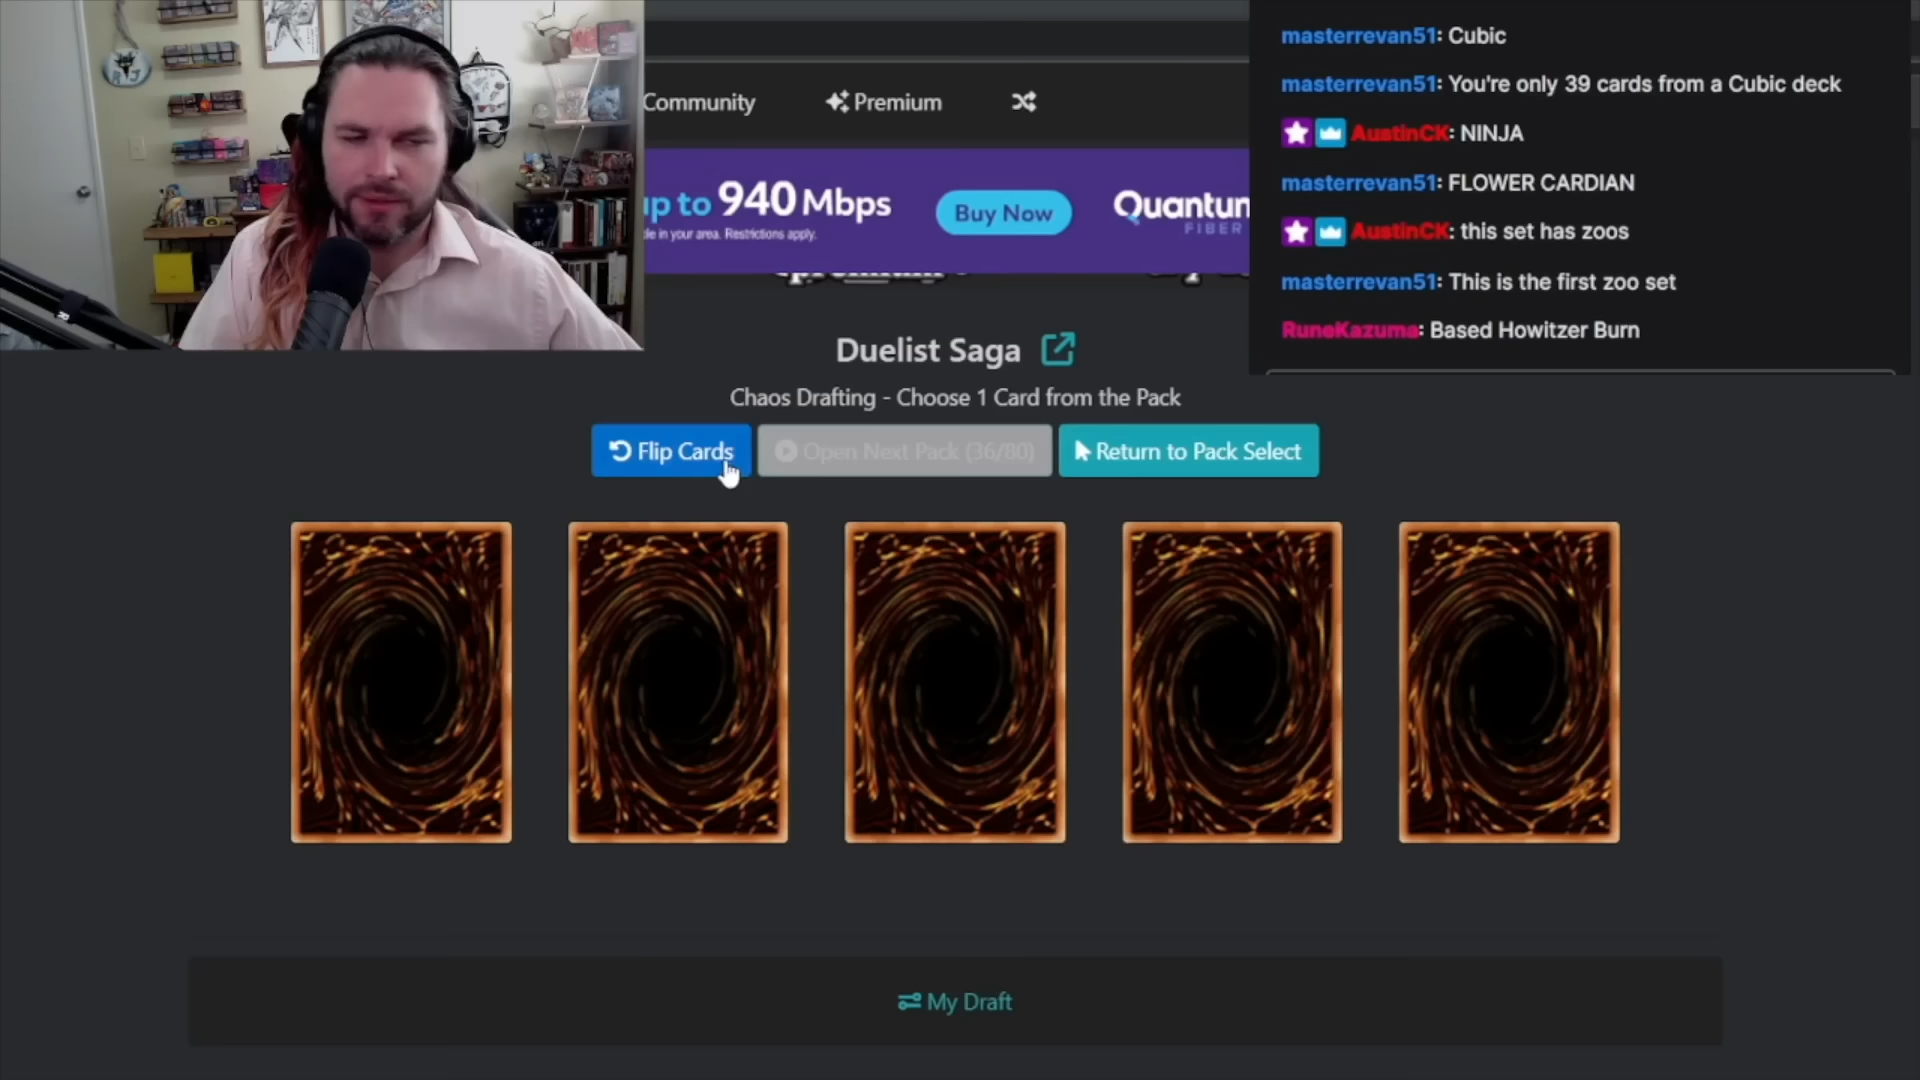 Community
Premium
up to 940 Mbps
in your area. Restrictions apply.
Buy Now
Quantum
FIBER
masterrevan51: Cubic
masterrevan51: You're only 39 cards from a Cubic deck
AustinCK: NINJA
masterrevan51: FLOWER CARDIAN
AustinCK: this set has zoos
masterrevan51: This is the first zoo set
RuneKazuma: Based Howitzer Burn
Duelist Saga
Chaos Drafting - Choose 1 Card from the Pack
Flip Cards
Open Next Pack (36/80)
Return to Pack Select
My Draft